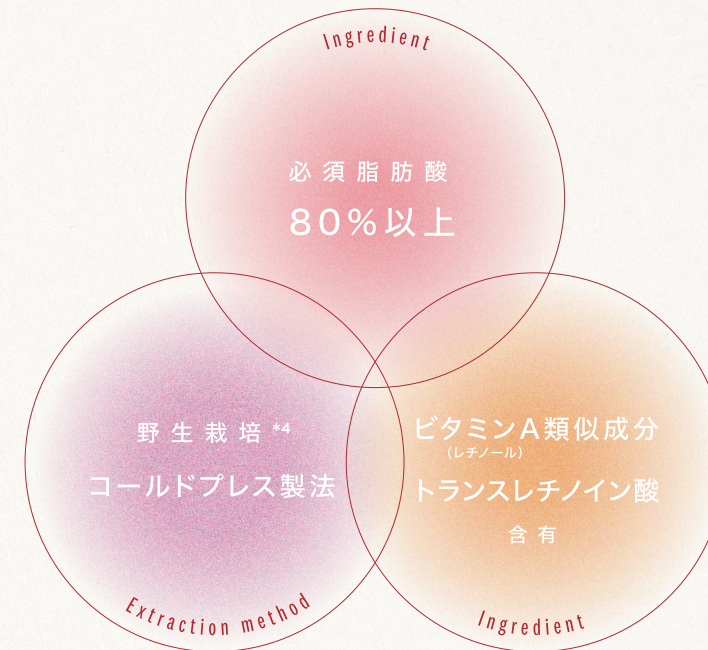 Ingredient
必須脂肪酸
80%以上
野生栽培*4
コールドプレス製法
Extraction method
ビタミンA類似成分
(レチノール)
トランスレチノイン酸
含有
Ingredient